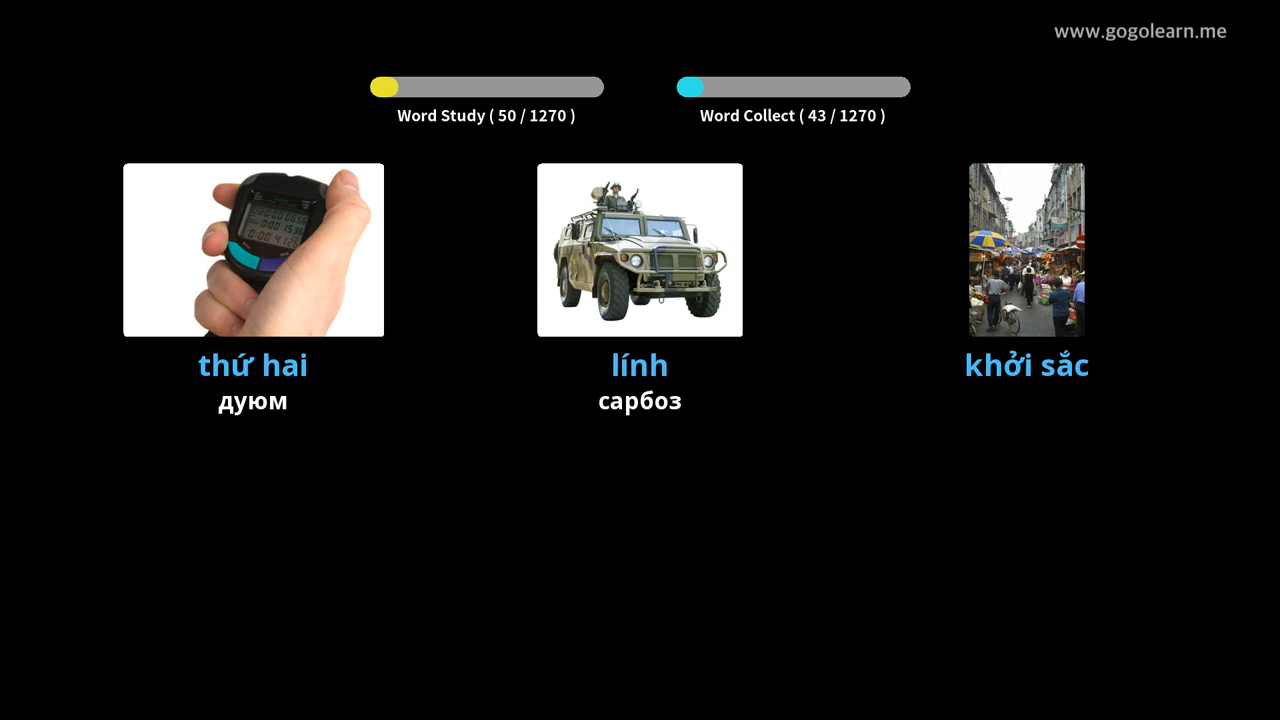 www.gogolearn.me
Word Study ( 50 / 1270 )
Word Collect ( 43 / 1270 )
thứ hai
дуюм
lính
сарбоз
khởi sắc